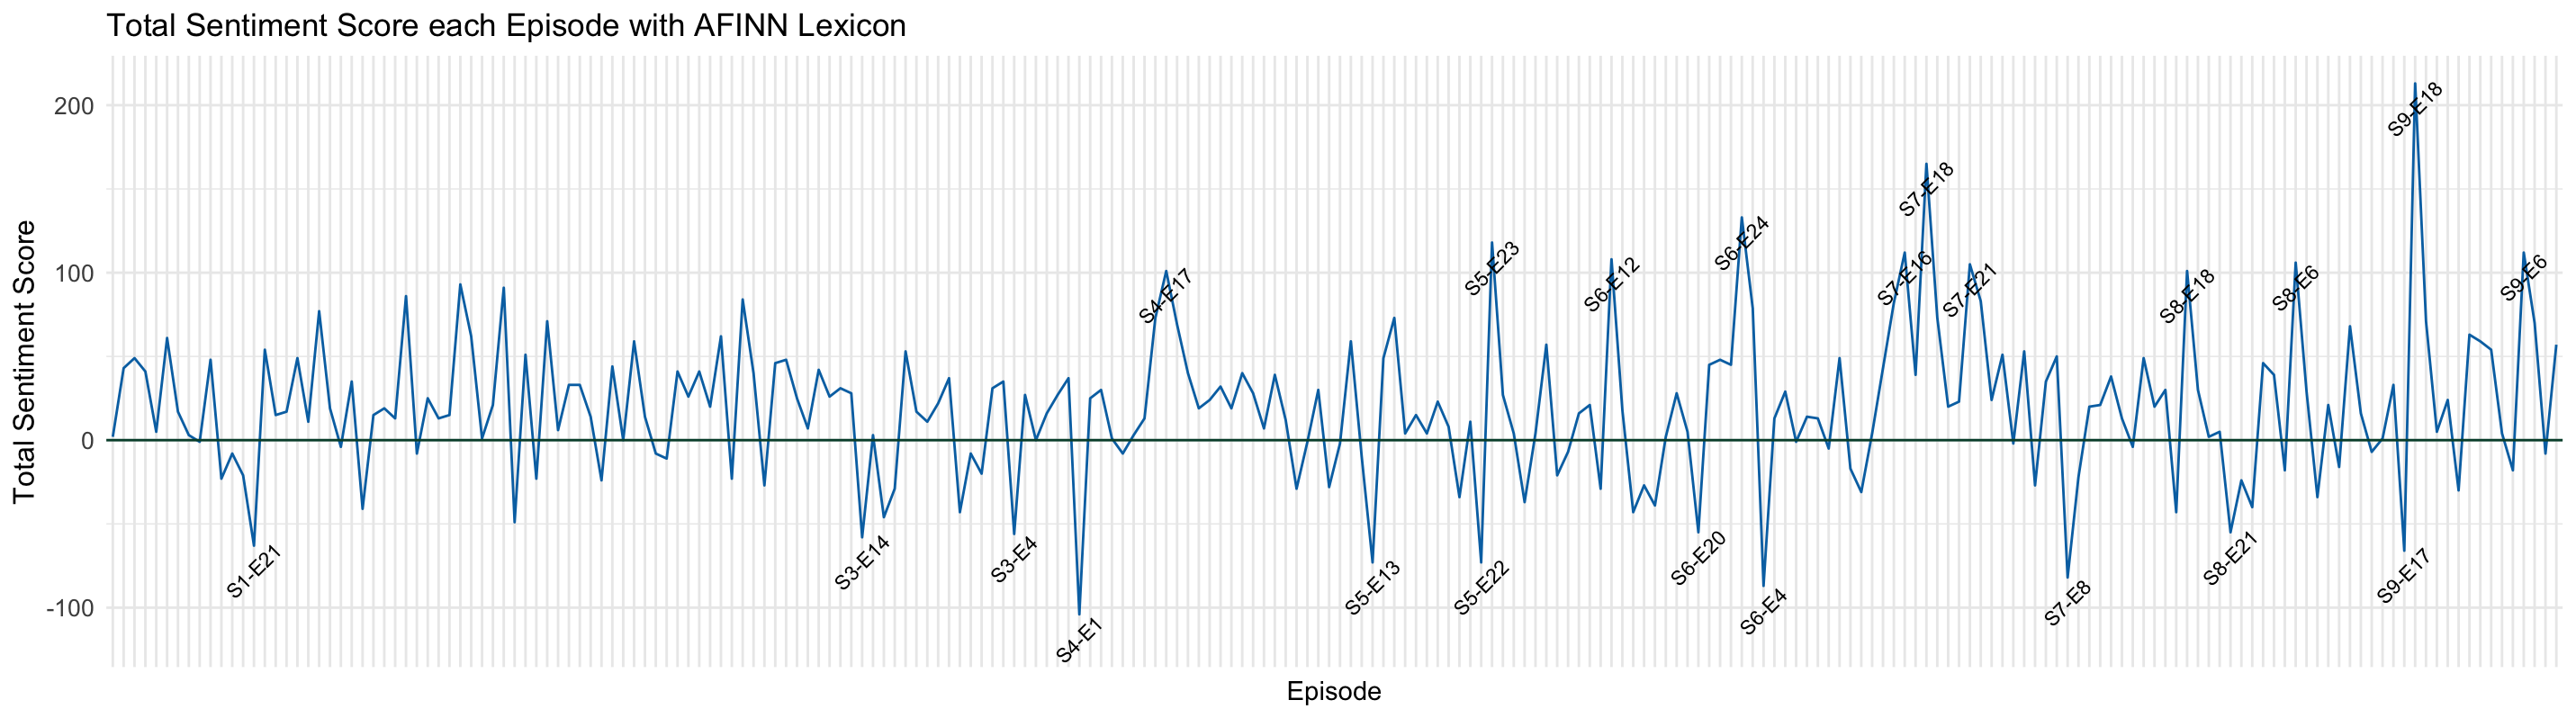 Total Sentiment Score each Episode with AFINN Lexicon
Total Sentiment Score
200
100
0
-100
S1-E21
S3-E14
S3-E4
S4-E1
S4-E17
S5-E13
S5-E22
S5-E23
S6-E12
S6-E20
S6-E24
S6-E4
S7-E16
S7-E18
S7-E21
S7-E8
S8-E18
S8-E21
S8-E6
S9-E17
S9-E18
S9-E6
Episode